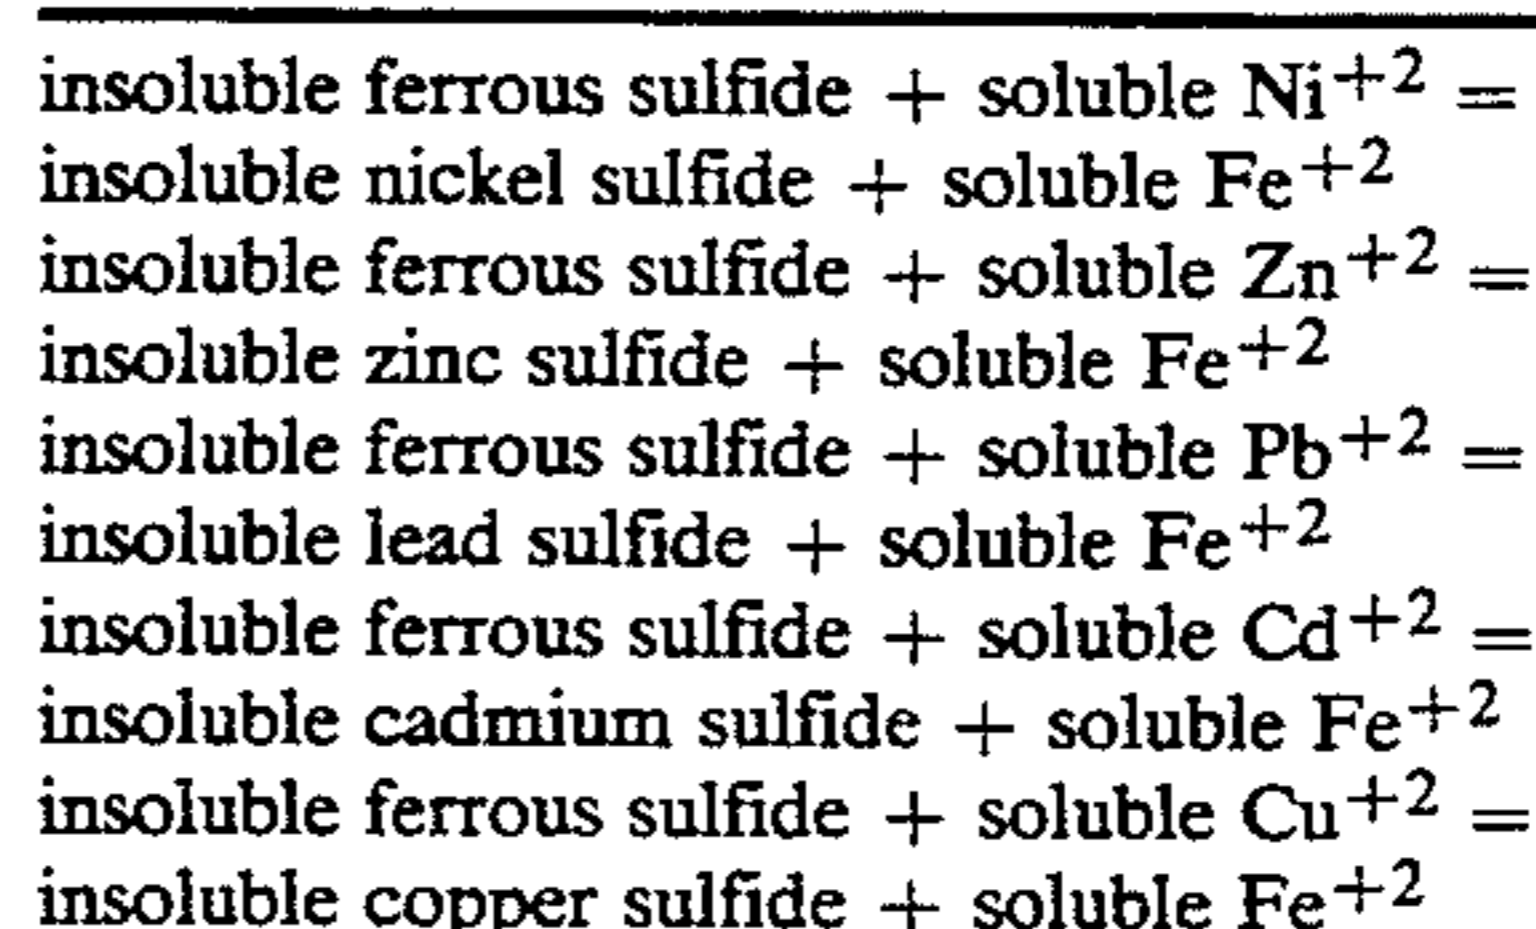 insoluble ferrous sulfide + soluble Ni+2 =
insoluble nickel sulfide + soluble Fe+2
insoluble ferrous sulfide + soluble Zn+2 =
insoluble zinc sulfide + soluble Fe+2
insoluble ferrous sulfide + soluble Pb+2 =
insoluble lead sulfide + soluble Fe+2
insoluble ferrous sulfide + soluble Cd+2 =
insoluble cadmium sulfide + soluble Fe+2
insoluble ferrous sulfide + soluble Cu+2 =
insoluble copper sulfide + soluble Fe+2